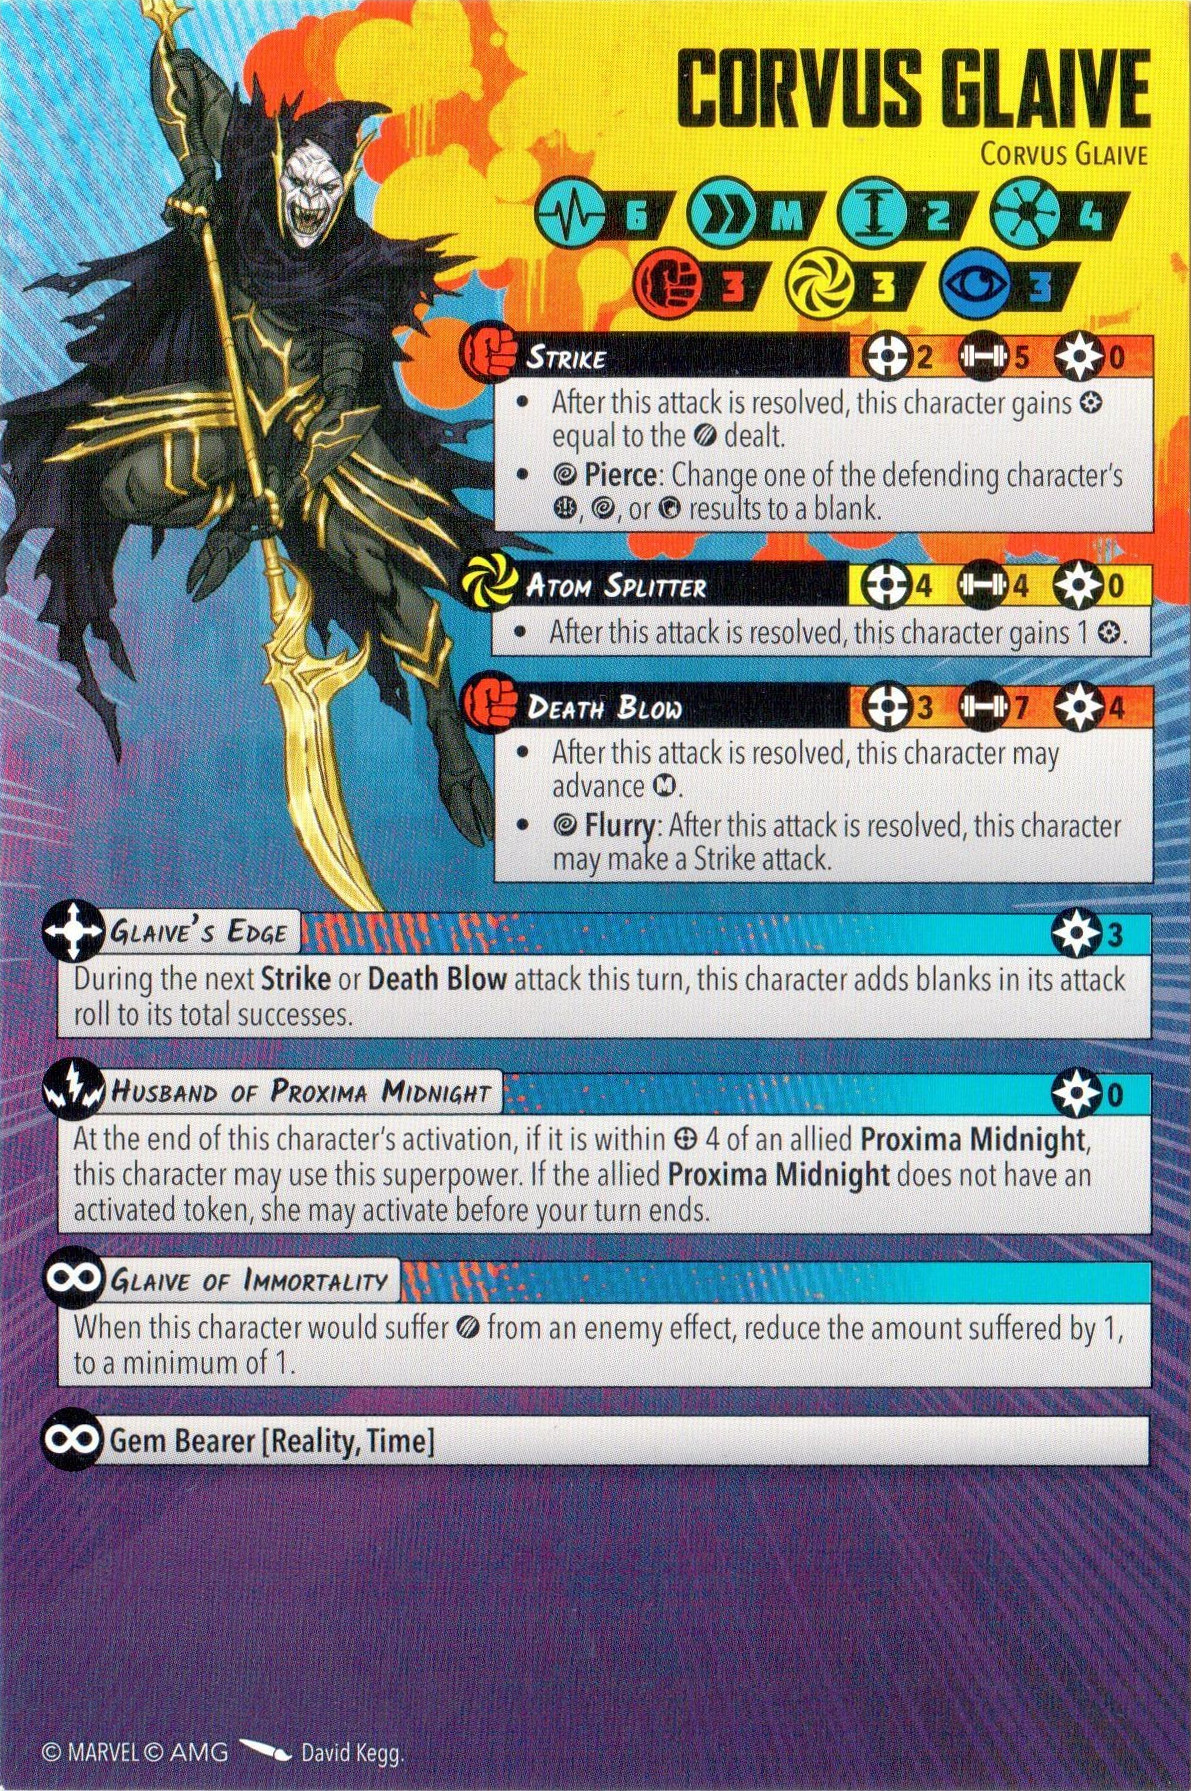 CORVUS GLAIVE
CORVUS GLAIVE
6 M 2 4
3 3 3
STRIKE 2 5 0
• After this attack is resolved, this character gains
equal to the dealt.
• Pierce: Change one of the defending character's
, , or results to a blank.
ATOM SPLITTER 4 4 0
• After this attack is resolved, this character gains 1 .
DEATH BLOW 3 7 4
• After this attack is resolved, this character may
advance M.
• Flurry: After this attack is resolved, this character
may make a Strike attack.
GLAIVE'S EDGE 3
During the next Strike or Death Blow attack this turn, this character adds blanks in its attack
roll to its total successes.
HUSBAND OF PROXIMA MIDNIGHT 0
At the end of this character's activation, if it is within 4 of an allied Proxima Midnight,
this character may use this superpower. If the allied Proxima Midnight does not have an
activated token, she may activate before your turn ends.
GLAIVE OF IMMORTALITY
When this character would suffer from an enemy effect, reduce the amount suffered by 1,
to a minimum of 1.
Gem Bearer [Reality, Time]
© MARVEL © AMG David Kegg.